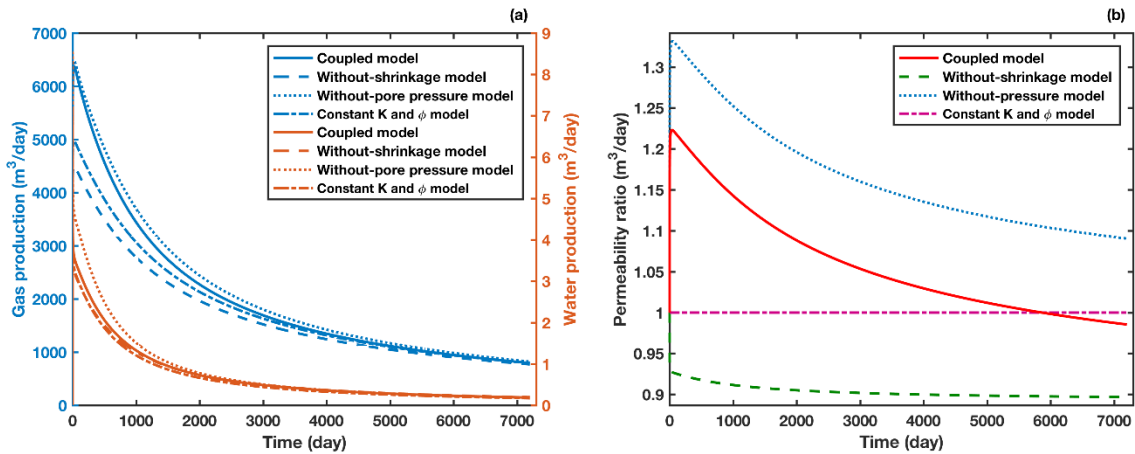 (a)
7000
6000
5000
4000
3000
2000
1000
0
Gas production (m³/day)
Coupled model
Without-shrinkage model
Without-pore pressure model
Constant K and ϕ model
Coupled model
Without-shrinkage model
Without-pore pressure model
Constant K and ϕ model
9
8
7
6
5
4
3
2
1
0
Water production (m³/day)
0 1000 2000 3000 4000 5000 6000 7000
Time (day)
(b)
1.3
1.25
1.2
1.15
1.1
1.05
1
0.95
0.9
Permeability ratio (m³/day)
Coupled model
Without-shrinkage model
Without-pressure model
Constant K and ϕ model
0 1000 2000 3000 4000 5000 6000 7000
Time (day)